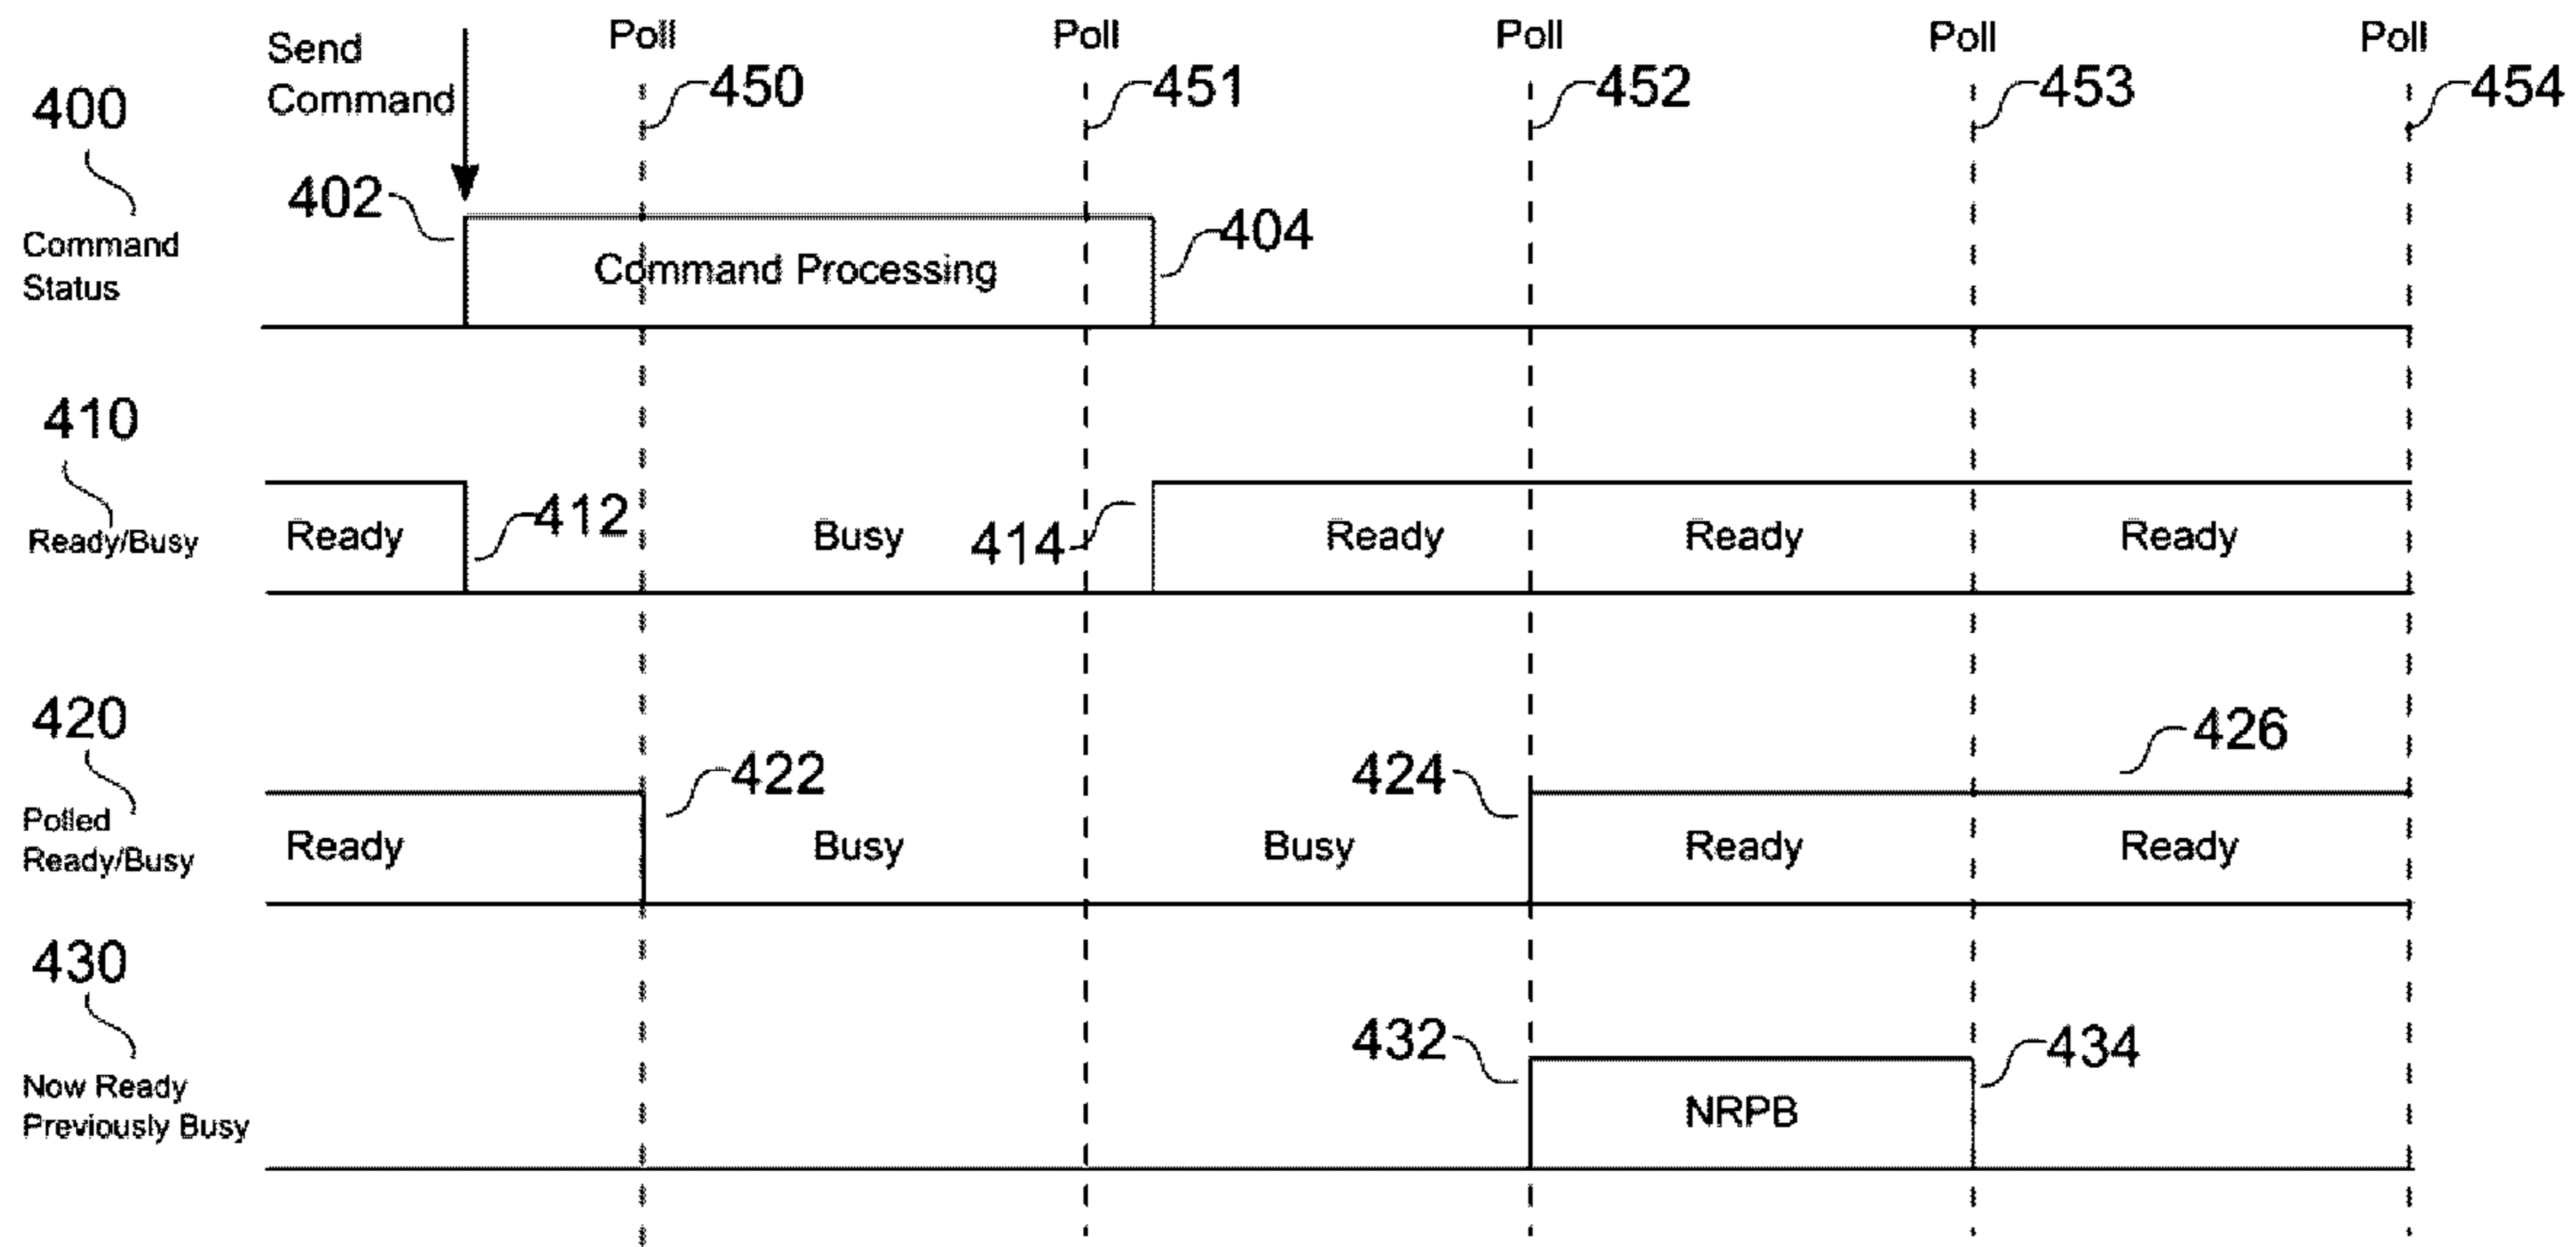 Poll Poll Poll Poll Poll
Send
Command
450 451 452 453 454
400
402
404
Command
Status
Command Processing
410
412
414
Ready/Busy
Ready Busy Ready Ready Ready
420
422
424
426
Polled
Ready/Busy
Ready Busy Busy Ready Ready
430
432
434
Now Ready
Previously Busy
NRPB